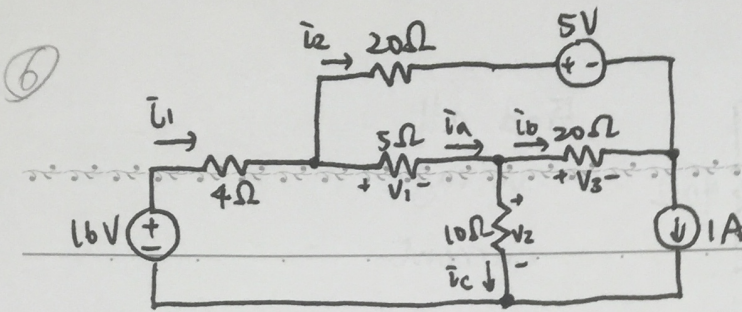 6
i2 20Ω 5V
+ -
i1 5Ω ia ib 20Ω
4Ω + V1 - + V3 -
16V + - 10Ω + V2 - 1A
ic